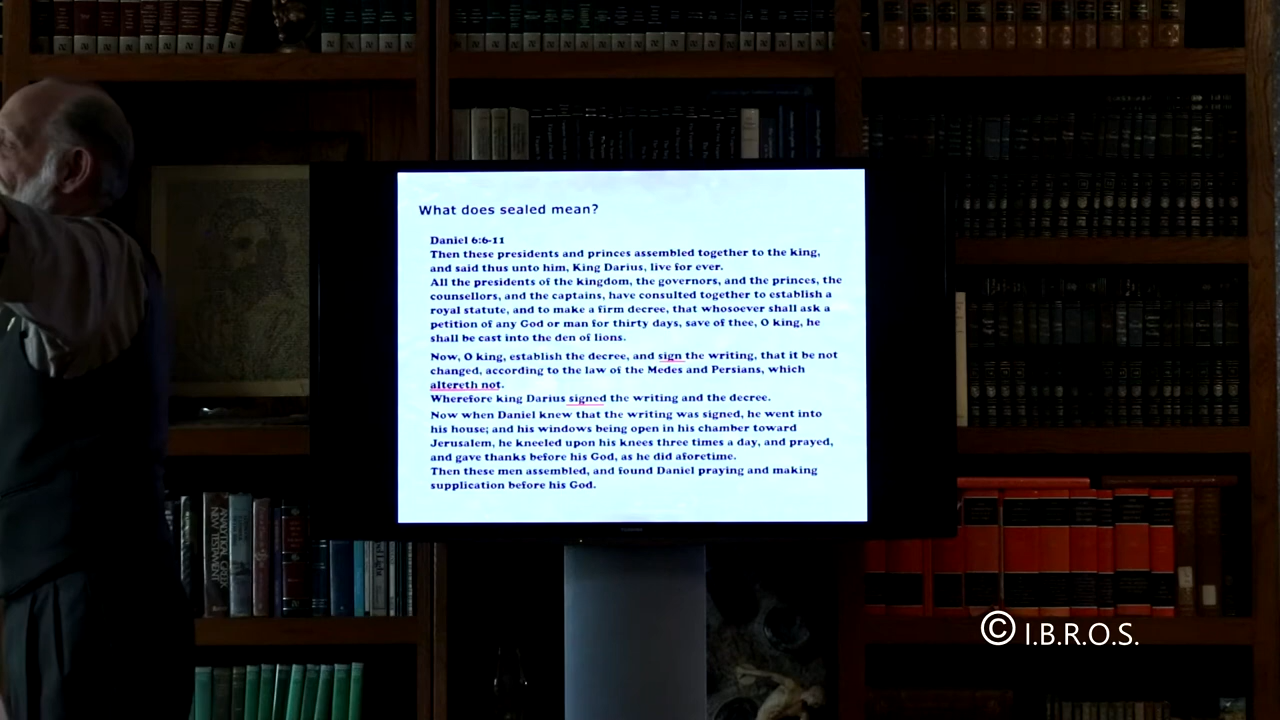 What does sealed mean?
Daniel 6:6-11
Then these presidents and princes assembled together to the king,
and said thus unto him, King Darius, live for ever.
All the presidents of the kingdom, the governors, and the princes, the
counsellors, and the captains, have consulted together to establish a
royal statute, and to make a firm decree, that whosoever shall ask a
petition of any God or man for thirty days, save of thee, O king, he
shall be cast into the den of lions.
Now, O king, establish the decree, and sign the writing, that it be not
changed, according to the law of the Medes and Persians, which
altereth not.
Wherefore king Darius signed the writing and the decree.
Now when Daniel knew that the writing was signed, he went into
his house; and his windows being open in his chamber toward
Jerusalem, he kneeled upon his knees three times a day, and prayed,
and gave thanks before his God, as he did aforetime.
Then these men assembled, and found Daniel praying and making
supplication before his God.
ANALYTICAL GREEK
NEW TESTAMENT
© I.B.R.O.S.